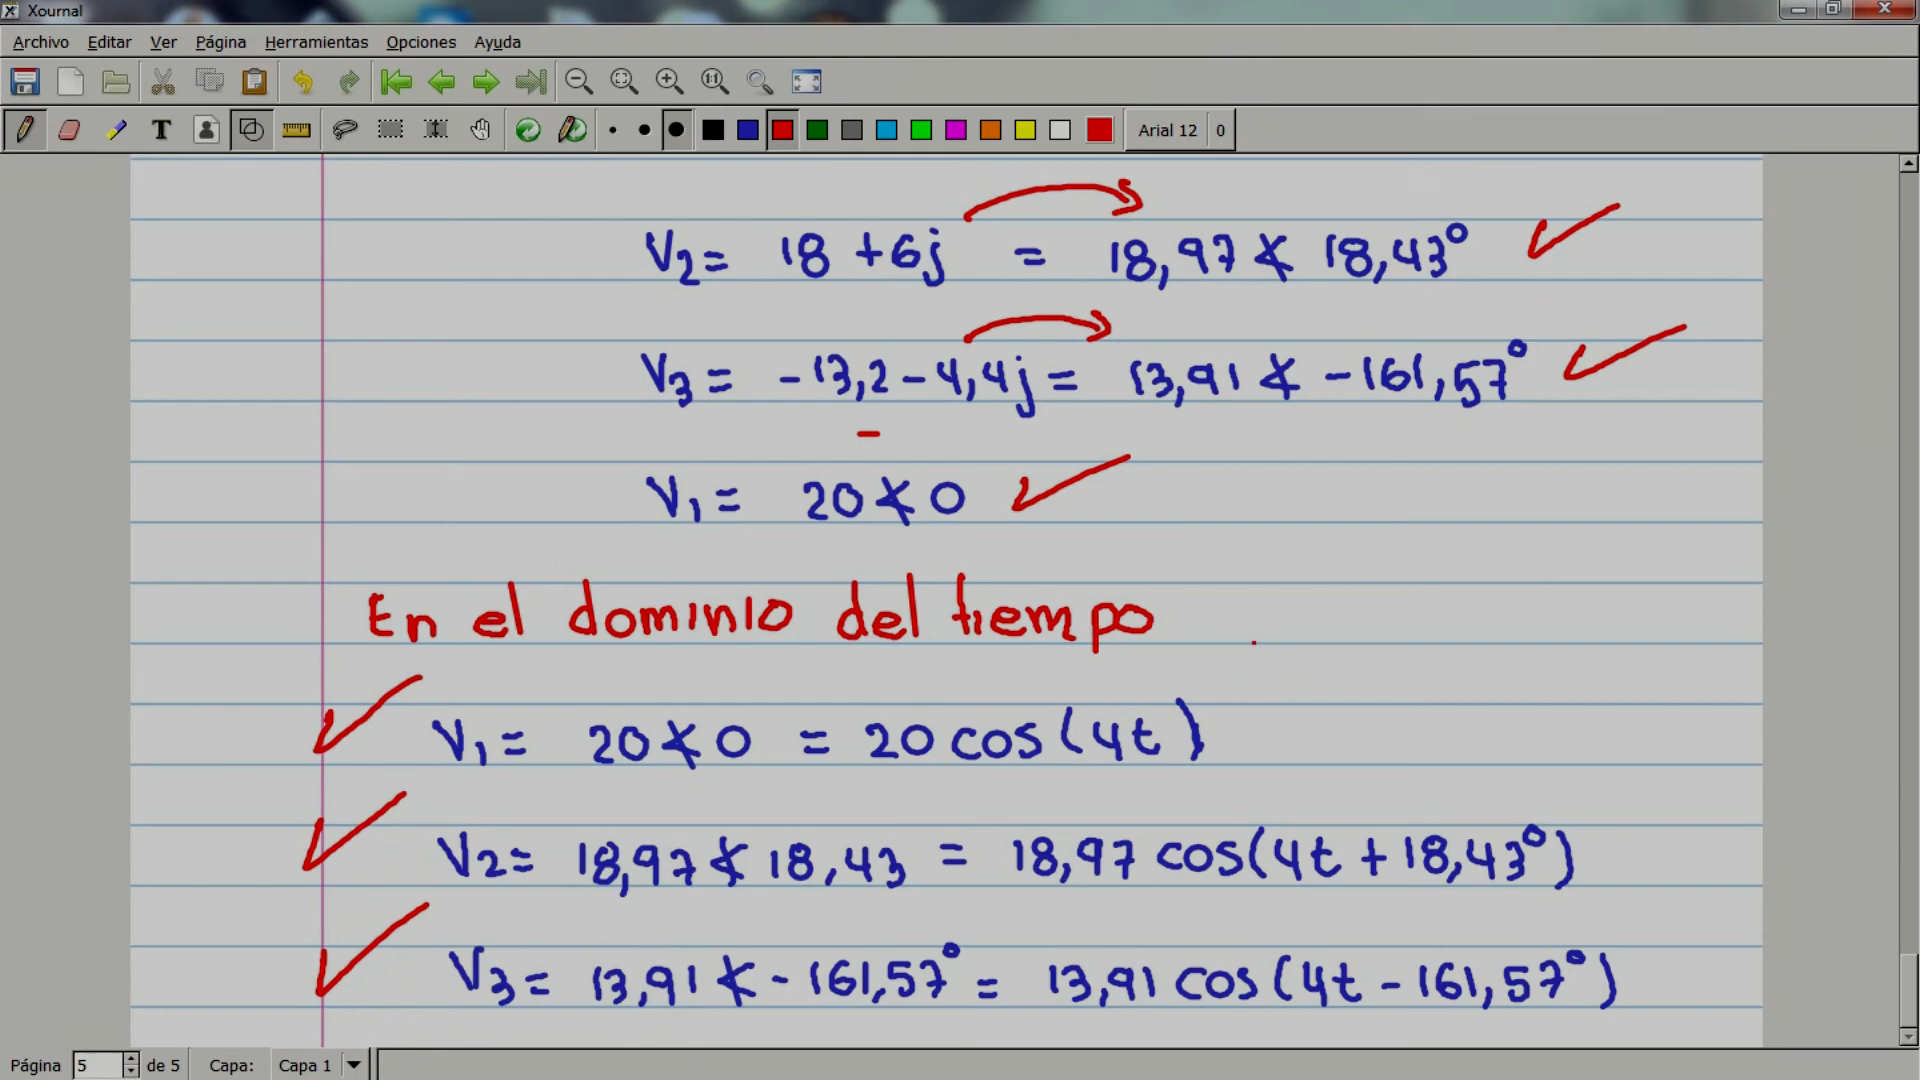 Xournal
Archivo Editar Ver Página Herramientas Opciones Ayuda
T Arial 12 0
V2= 18 +6j = 18,97 ∡ 18,43°
V3= -13,2-4,4j= 13,91 ∡ -161,57°
V1= 20∡0
En el dominio del tiempo
V1= 20∡0 = 20 cos(4t)
V2= 18,97∡18,43 = 18,97 cos(4t+18,43°)
V3= 13,91∡-161,57° = 13,91 cos(4t-161,57°)
Página 5 de 5 Capa: Capa 1